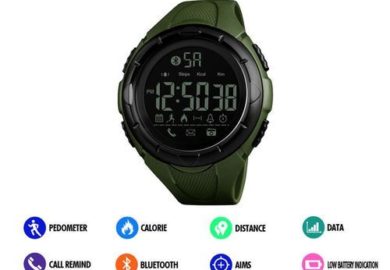 SA
Steps Kcal Km
PM 12:50 38
PEDOMETER
CALORIE
DISTANCE
DATA
CALL REMIND
BLUETOOTH
AIMS
LOW BATTERY INDICATION